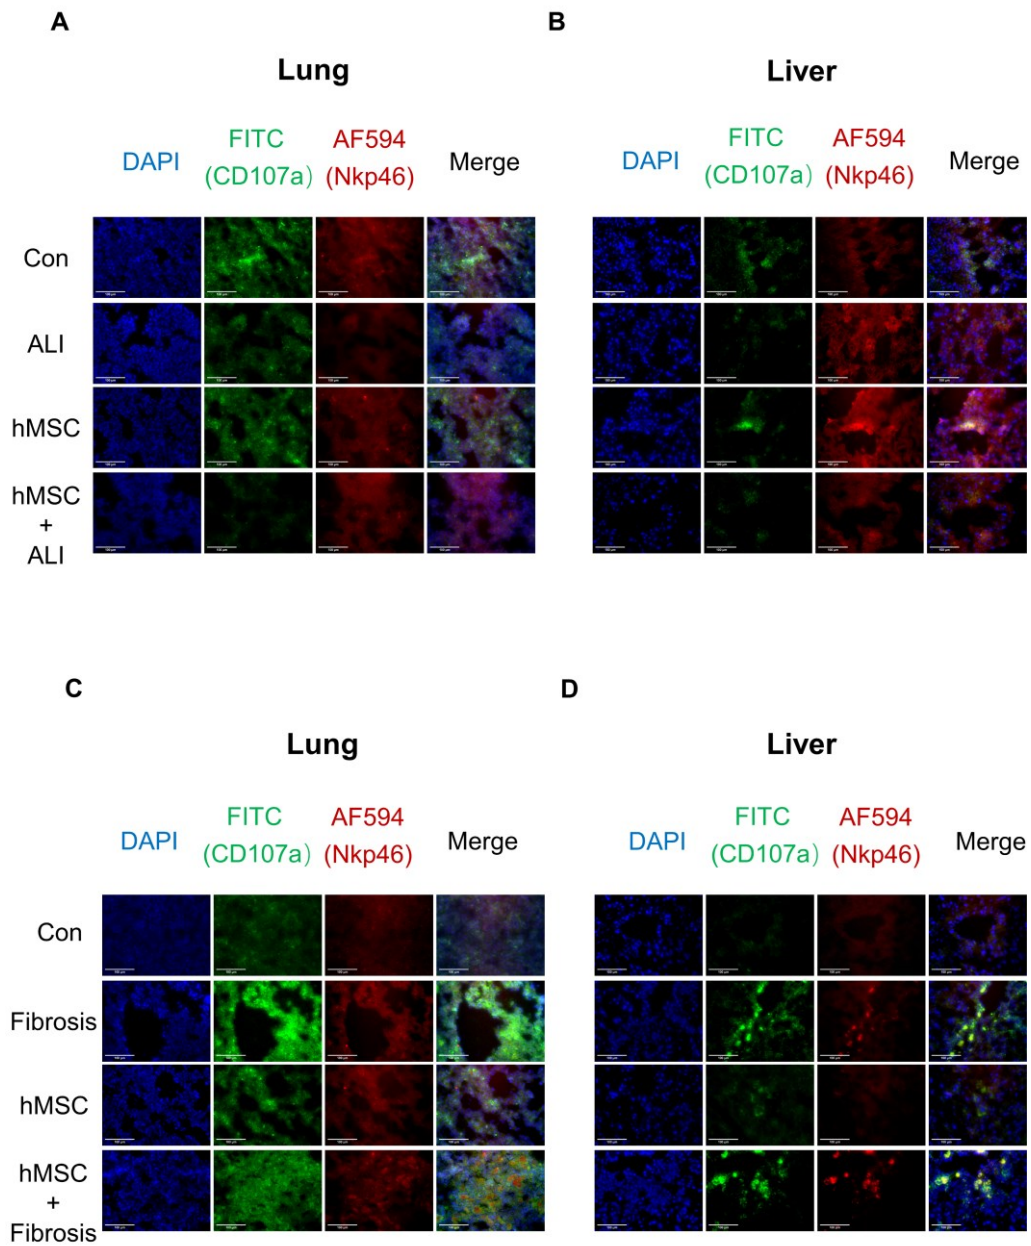 A
B
Lung
Liver
DAPI
FITC
(CD107a)
AF594
(Nkp46)
Merge
DAPI
FITC
(CD107a)
AF594
(Nkp46)
Merge
Con
ALI
hMSC
hMSC
+
ALI
C
D
Lung
Liver
DAPI
FITC
(CD107a)
AF594
(Nkp46)
Merge
DAPI
FITC
(CD107a)
AF594
(Nkp46)
Merge
Con
Fibrosis
hMSC
hMSC
+
Fibrosis